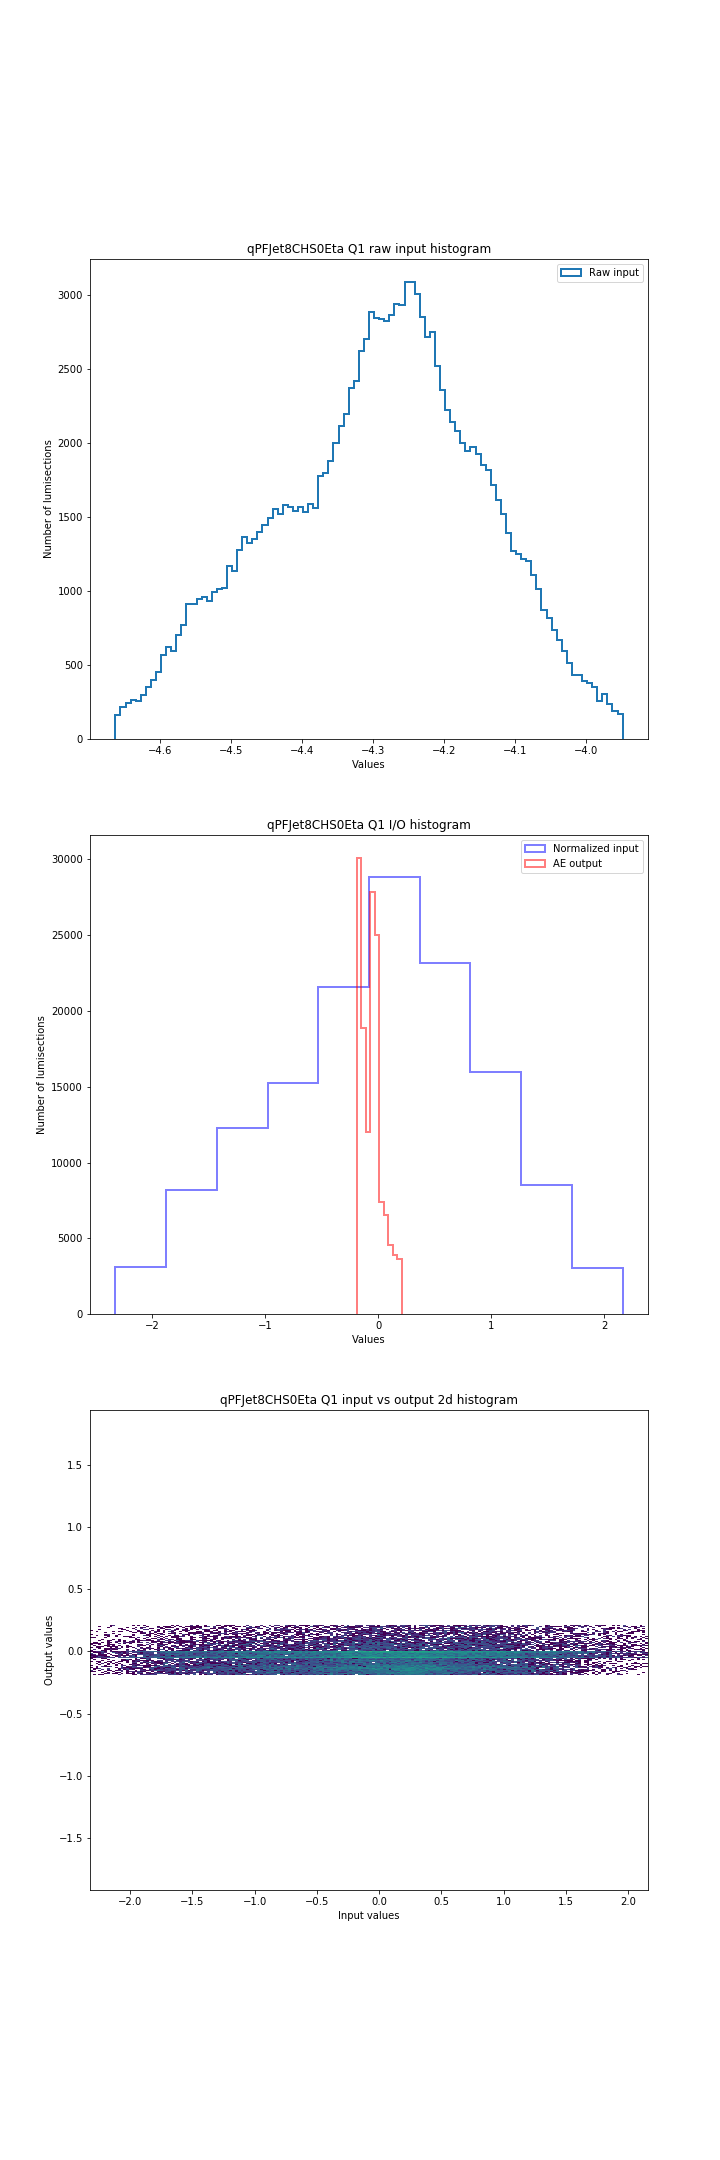 qPFJet8CHS0Eta Q1 raw input histogram
Raw input
3000
2500
2000
1500
1000
500
0
Number of lumisections
−4.6 −4.5 −4.4 −4.3 −4.2 −4.1 −4.0
Values
qPFJet8CHS0Eta Q1 I/O histogram
Normalized input
AE output
30000
25000
20000
15000
10000
5000
0
Number of lumisections
−2 −1 0 1 2
Values
qPFJet8CHS0Eta Q1 input vs output 2d histogram
1.5
1.0
0.5
0.0
−0.5
−1.0
−1.5
Output values
−2.0 −1.5 −1.0 −0.5 0.0 0.5 1.0 1.5 2.0
Input values